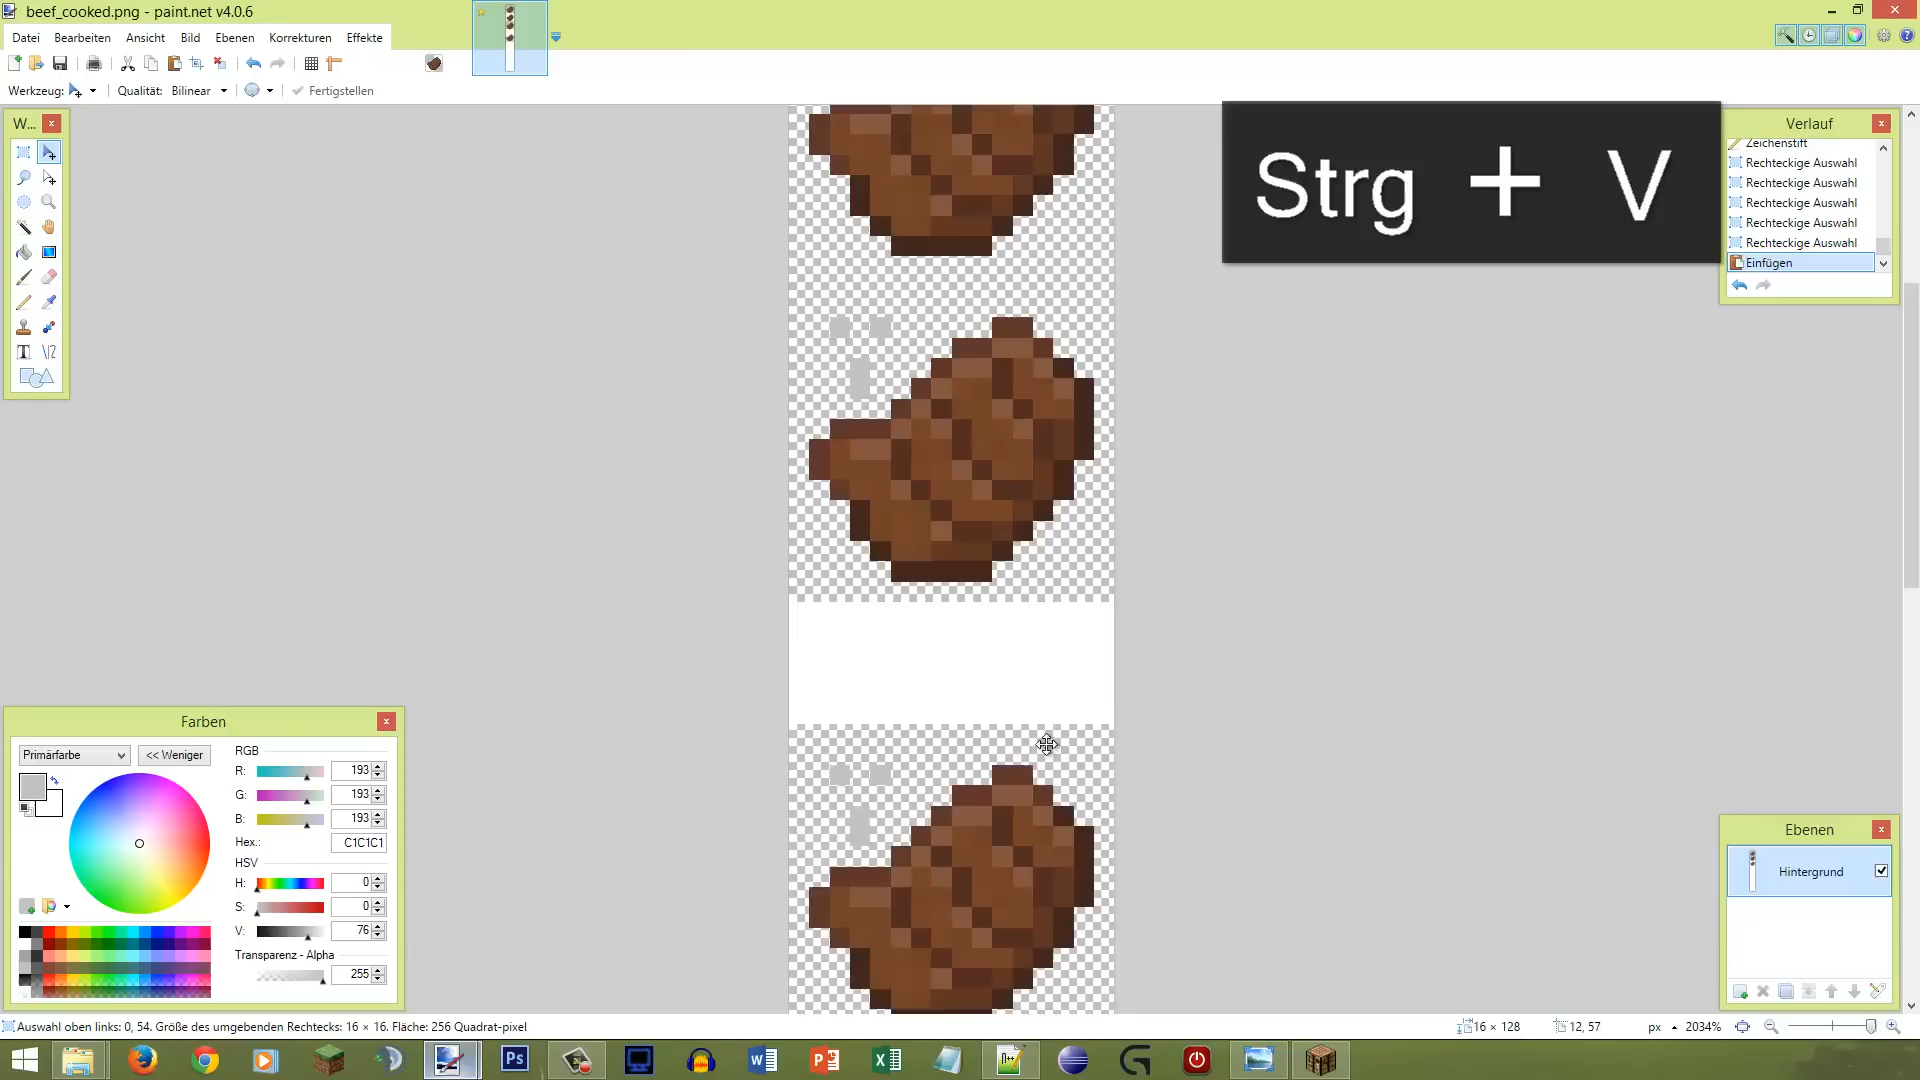 beef_cooked.png - paint.net v4.0.6
Datei Bearbeiten Ansicht Bild Ebenen Korrekturen Effekte
Werkzeug: Qualität: Bilinear Fertigstellen
W...
Strg + V
Verlauf
Zeichenstift
Rechteckige Auswahl
Rechteckige Auswahl
Rechteckige Auswahl
Rechteckige Auswahl
Rechteckige Auswahl
Einfügen
Farben
Primärfarbe << Weniger RGB
R: 193
G: 193
B: 193
Hex.: C1C1C1
HSV
H: 0
S: 0
V: 76
Transparenz - Alpha
255
Ebenen
Hintergrund
Auswahl oben links: 0, 54. Größe des umgebenden Rechtecks: 16 × 16. Fläche: 256 Quadrat-pixel
16 × 128 12, 57 px 2034%
Ps